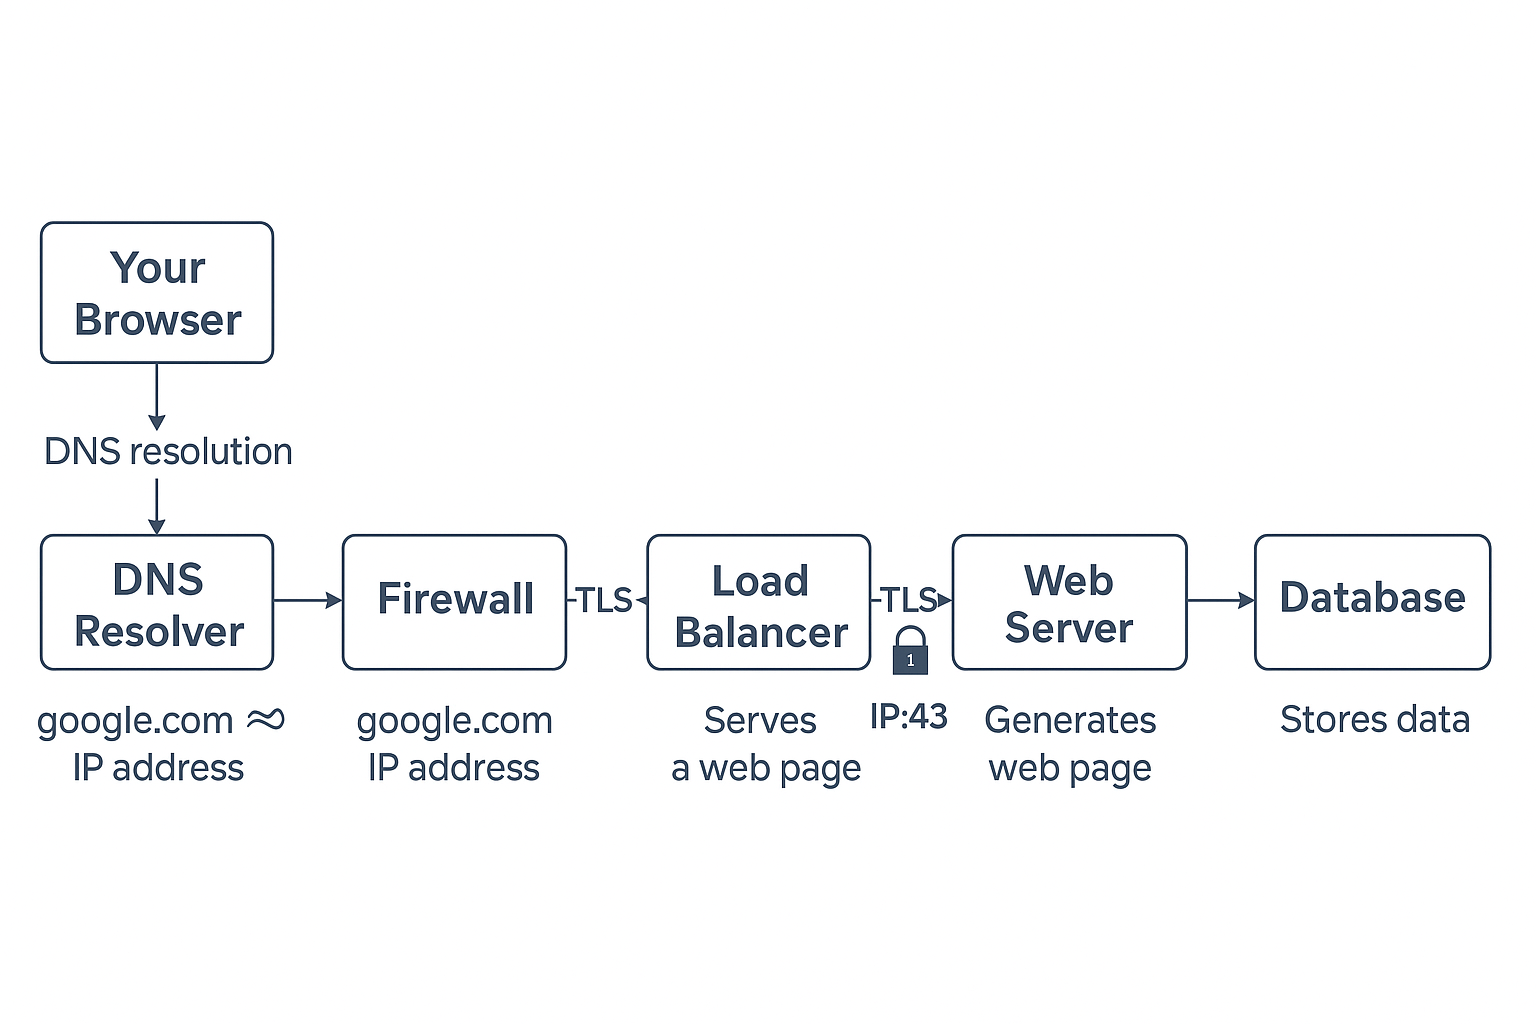 Your
Browser
DNS resolution
DNS
Resolver
Firewall
TLS
Load
Balancer
TLS
1
Web
Server
Database
google.com ≈
IP address
google.com
IP address
Serves
a web page
IP:43
Generates
web page
Stores data